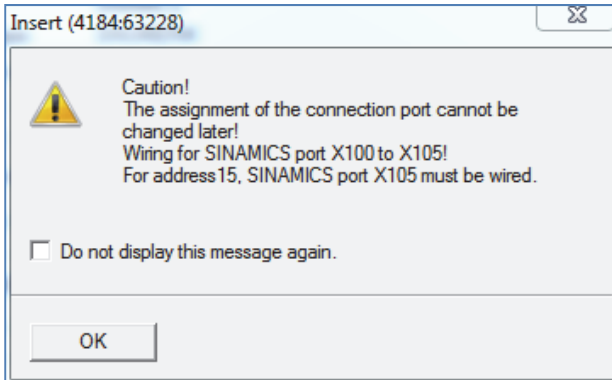 Insert (4184:63228)
Caution!
The assignment of the connection port cannot be
changed later!
Wiring for SINAMICS port X100 to X105!
For address15, SINAMICS port X105 must be wired.
Do not display this message again.
OK